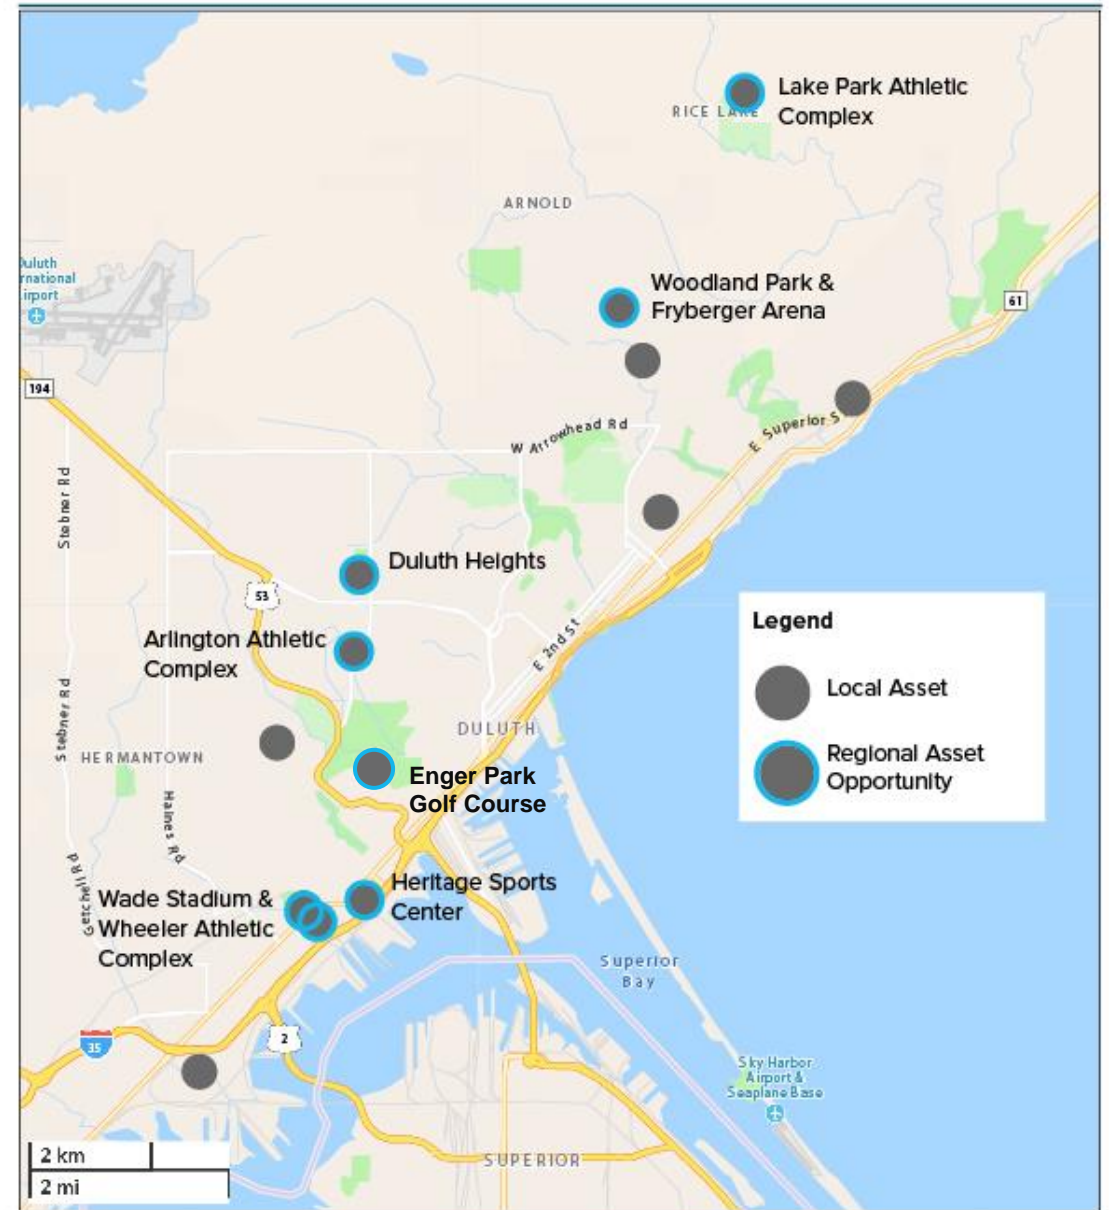 Lake Park Athletic
Complex
RICE LAKE
ARNOLD
Duluth
International
Airport
Woodland Park &
Fryberger Arena
61
194
W Arrowhead Rd
E Superior S
Stebner Rd
Duluth Heights
53
Arlington Athletic
Complex
E 2nd St
Legend
Local Asset
Regional Asset
Opportunity
Stebner Rd
HERMANTOWN
DULUTH
Enger Park
Golf Course
Haines Rd
Getchell Rd
Wade Stadium &
Wheeler Athletic
Complex
Heritage Sports
Center
Superior
Bay
35
2
Sky Harbor
Airport &
Seaplane Base
2 km
2 mi
SUPERIOR